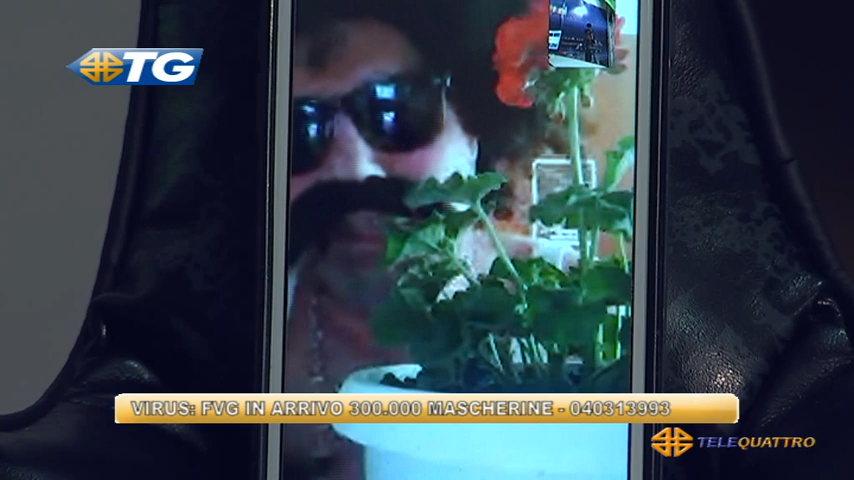 TG
VIRUS: FVG IN ARRIVO 300.000 MASCHERINE - 040313993
TELEQUATTRO